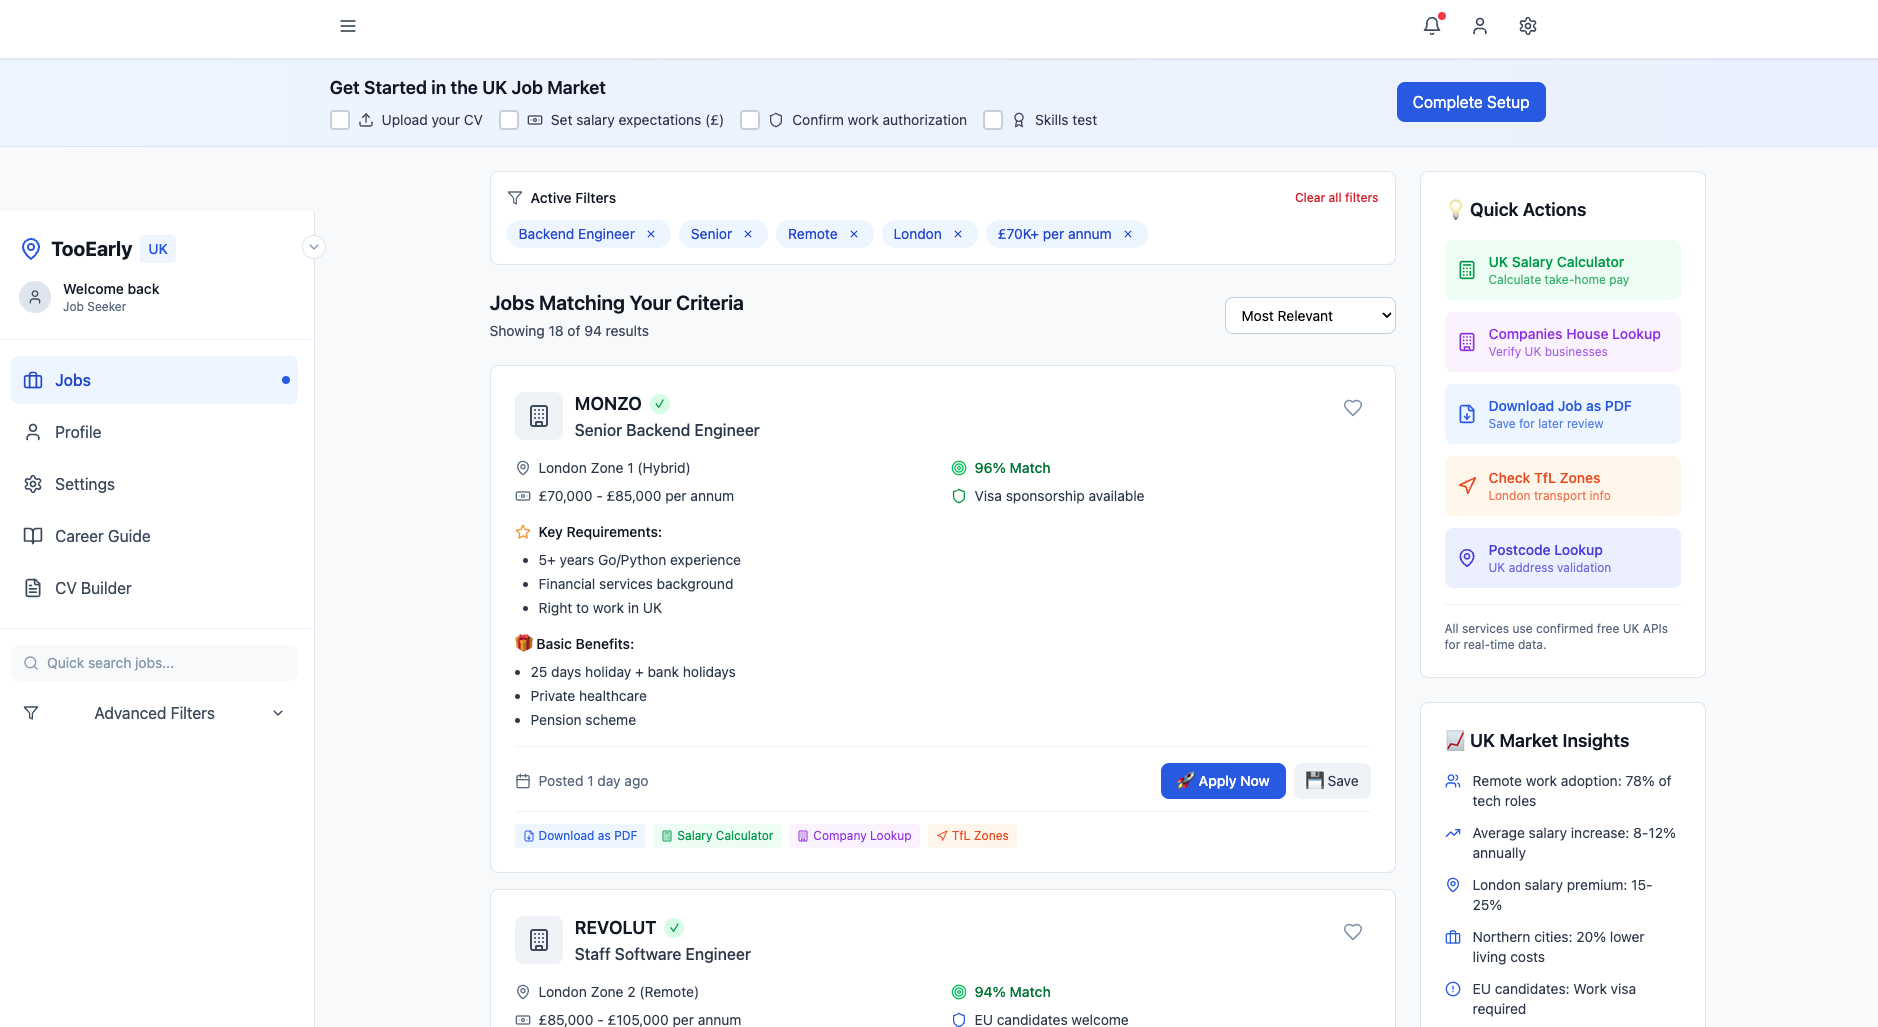 Get Started in the UK Job Market
Upload your CV
Set salary expectations (£)
Confirm work authorization
Skills test
Complete Setup
TooEarly UK
Welcome back
Job Seeker
Jobs
Profile
Settings
Career Guide
CV Builder
Quick search jobs...
Advanced Filters
Active Filters
Clear all filters
Backend Engineer ×
Senior ×
Remote ×
London ×
£70K+ per annum ×
Jobs Matching Your Criteria
Showing 18 of 94 results
Most Relevant
MONZO
Senior Backend Engineer
London Zone 1 (Hybrid)
96% Match
£70,000 - £85,000 per annum
Visa sponsorship available
Key Requirements:
• 5+ years Go/Python experience
• Financial services background
• Right to work in UK
Basic Benefits:
• 25 days holiday + bank holidays
• Private healthcare
• Pension scheme
Posted 1 day ago
🚀 Apply Now
💾 Save
Download as PDF
Salary Calculator
Company Lookup
TfL Zones
REVOLUT
Staff Software Engineer
London Zone 2 (Remote)
94% Match
£85,000 - £105,000 per annum
EU candidates welcome
Quick Actions
UK Salary Calculator
Calculate take-home pay
Companies House Lookup
Verify UK businesses
Download Job as PDF
Save for later review
Check TfL Zones
London transport info
Postcode Lookup
UK address validation
All services use confirmed free UK APIs
for real-time data.
UK Market Insights
Remote work adoption: 78% of
tech roles
Average salary increase: 8-12%
annually
London salary premium: 15-
25%
Northern cities: 20% lower
living costs
EU candidates: Work visa
required